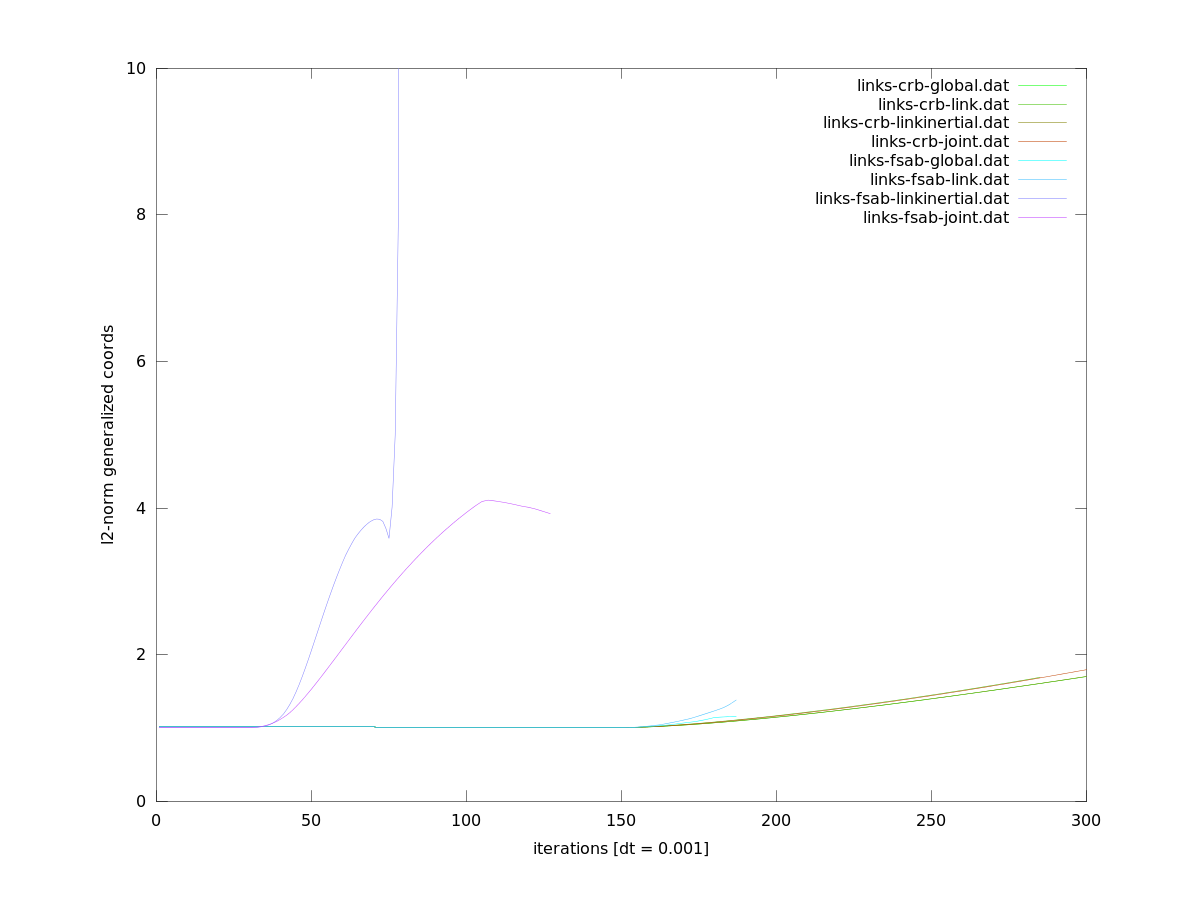 10
8
6
4
2
0
0 50 100 150 200 250 300
l2-norm generalized coords
iterations [dt = 0.001]
links-crb-global.dat
links-crb-link.dat
links-crb-linkinertial.dat
links-crb-joint.dat
links-fsab-global.dat
links-fsab-link.dat
links-fsab-linkinertial.dat
links-fsab-joint.dat